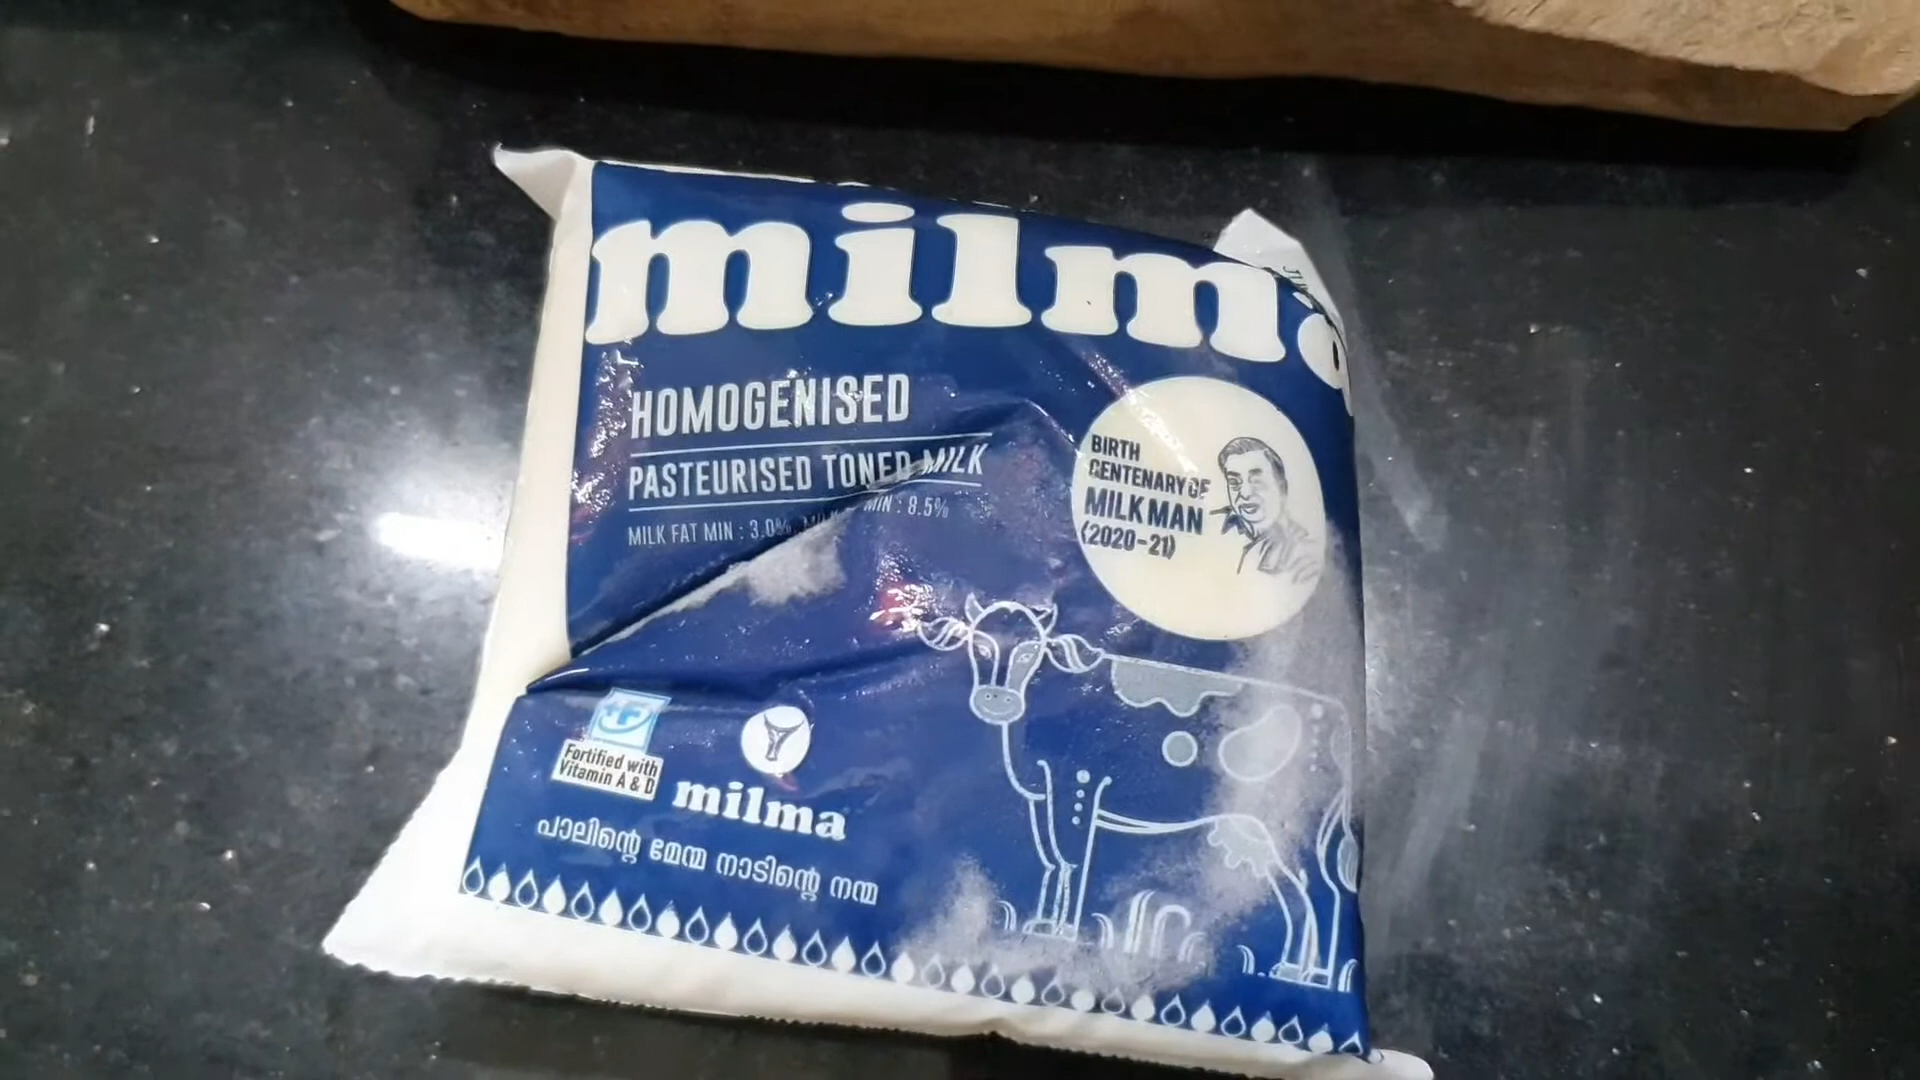 milma
HOMOGENISED
PASTEURISED TONED MILK
MILK FAT MIN : 3.0% MILK MIN : 8.5%
BIRTH
CENTENARY OF
MILK MAN
(2020-21)
Fortified with
Vitamin A & D
milma
പാലിന്റെ മേന്മ നാടിന്റെ നന്മ